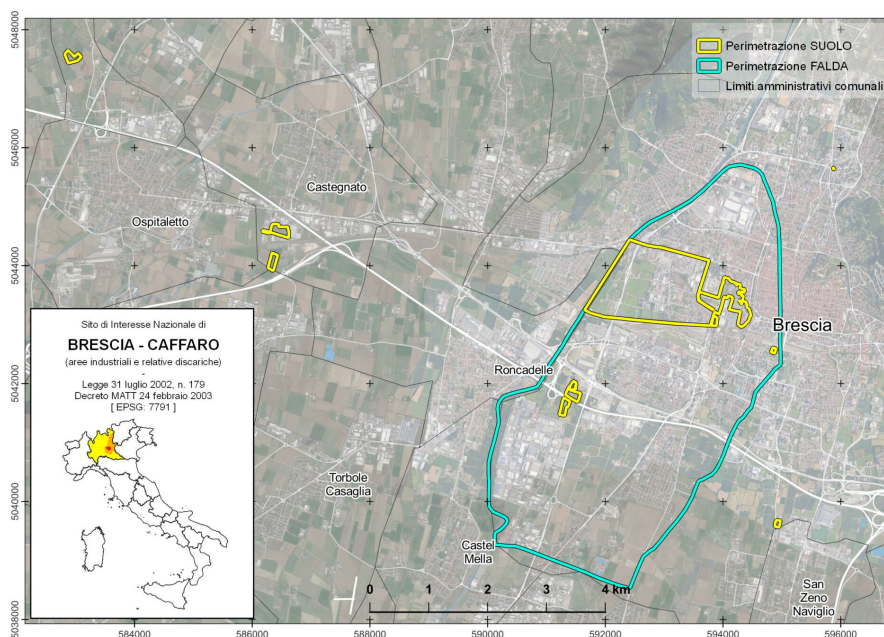 5048000
5046000
5044000
5042000
5040000
5038000
Perimetrazione SUOLO
Perimetrazione FALDA
Limiti amministrativi comunali
Castegnato
Ospitaletto
Brescia
Roncadelle
Torbole
Casaglia
Castel
Mella
San
Zeno
Naviglio
Sito di Interesse Nazionale di
BRESCIA - CAFFARO
(aree industriali e relative discariche)
-
Legge 31 luglio 2002, n. 179
Decreto MATT 24 febbraio 2003
[ EPSG: 7791 ]
0 1 2 3 4 km
584000 586000 588000 590000 592000 594000 596000